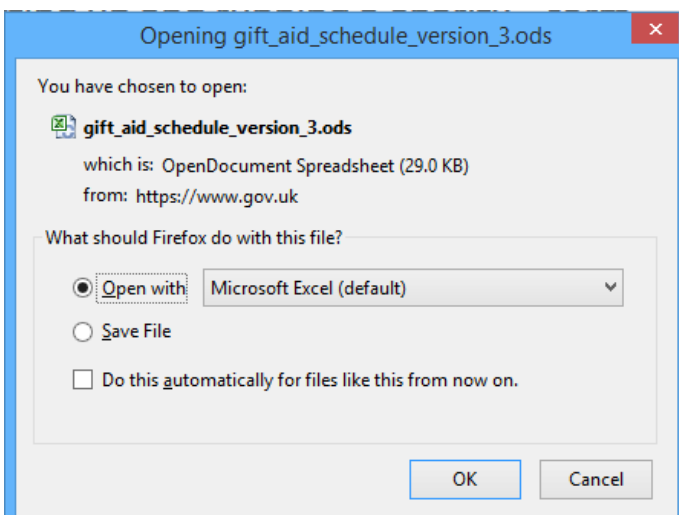 Opening gift_aid_schedule_version_3.ods
You have chosen to open:
gift_aid_schedule_version_3.ods
which is: OpenDocument Spreadsheet (29.0 KB)
from: https://www.gov.uk
What should Firefox do with this file?
Open with Microsoft Excel (default)
Save File
Do this automatically for files like this from now on.
OK Cancel